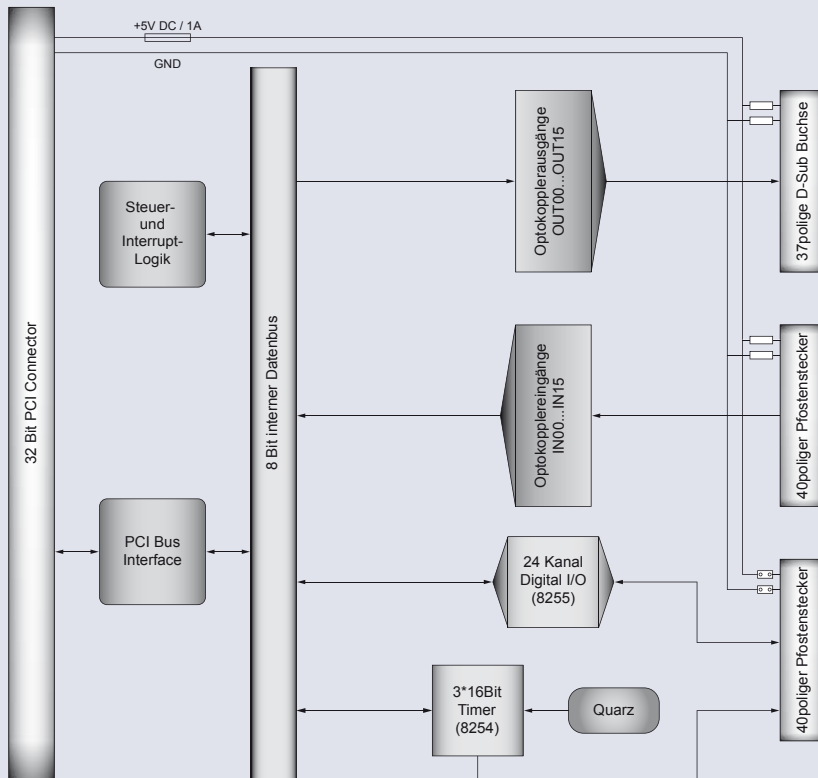 +5V DC / 1A
GND
32 Bit PCI Connector
Steuer-
und
Interrupt-
Logik
PCI Bus
Interface
8 Bit interner Datenbus
Optokopplerausgänge
OUT00...OUT15
37polige D-Sub Buchse
Optokopplereingänge
IN00...IN15
40poliger Pfostenstecker
24 Kanal
Digital I/O
(8255)
40poliger Pfostenstecker
3*16Bit
Timer
(8254)
Quarz